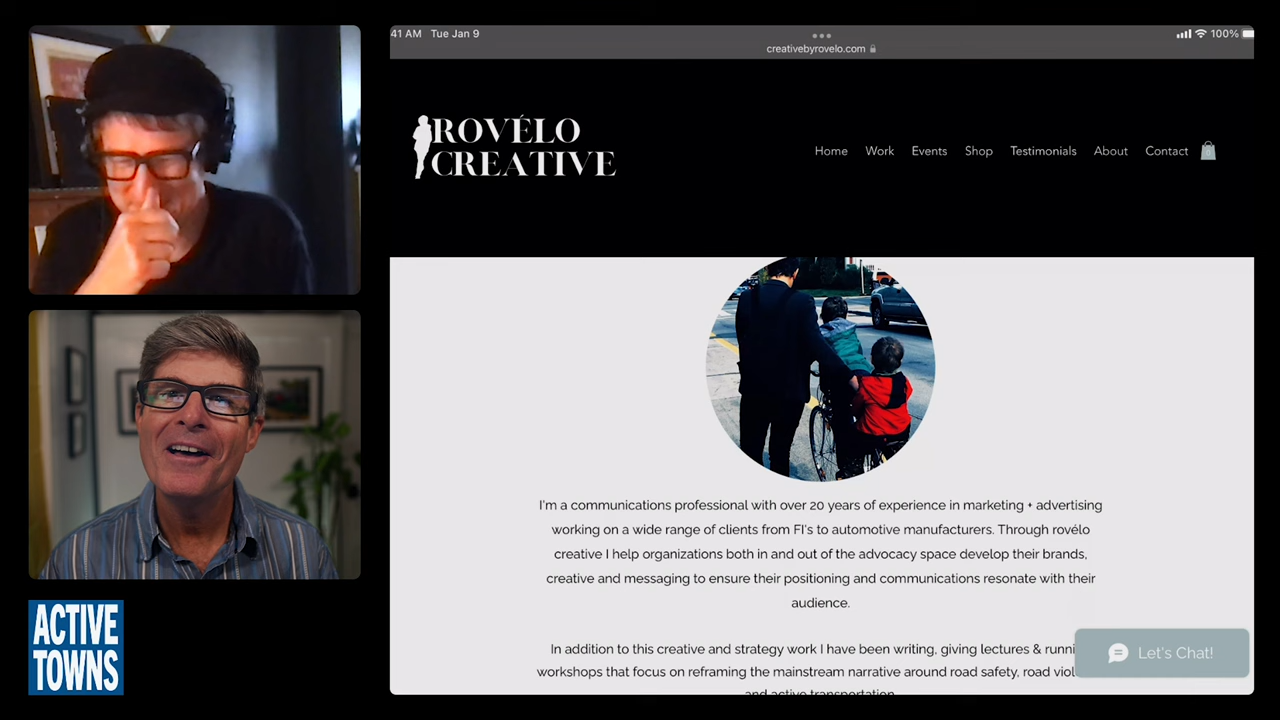 41 AM Tue Jan 9
100%
creativebyrovelo.com
ROVÉLO
CREATIVE
Home Work Events Shop Testimonials About Contact
I'm a communications professional with over 20 years of experience in marketing + advertising
working on a wide range of clients from FI's to automotive manufacturers. Through rovélo
creative I help organizations both in and out of the advocacy space develop their brands,
creative and messaging to ensure their positioning and communications resonate with their
audience.
In addition to this creative and strategy work I have been writing, giving lectures & runni
workshops that focus on reframing the mainstream narrative around road safety, road viol
and active transportation
Let's Chat!
ACTIVE
TOWNS